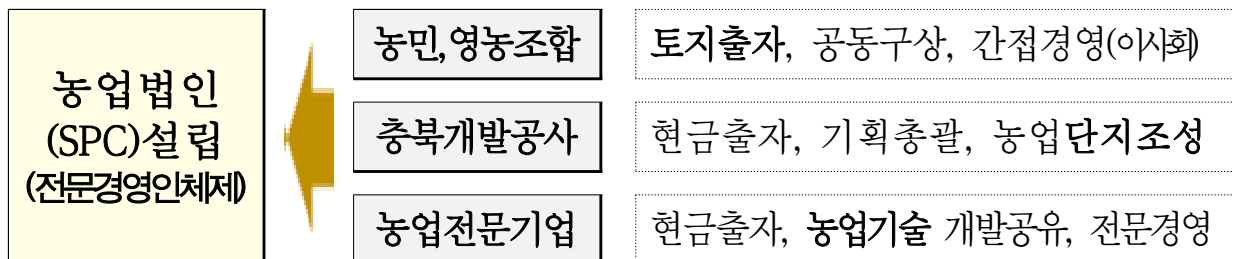 농업법인
(SPC)설립
(전문경영인체제)
농민,영농조합
토지출자, 공동구상, 간접경영(이사회)
충북개발공사
현금출자, 기획총괄, 농업단지조성
농업전문기업
현금출자, 농업기술 개발공유, 전문경영